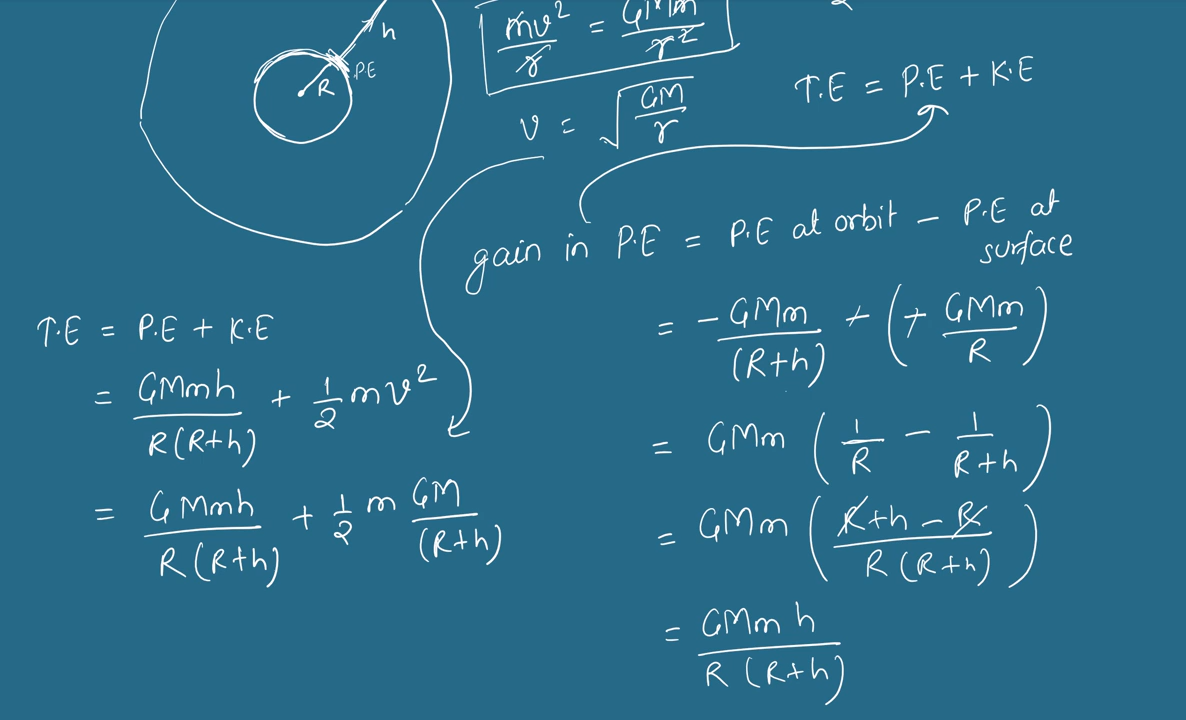 h
R
P.E
mv²/r = GMm/r²
v = √(GM/r)
T.E = P.E + K.E
gain in P.E = P.E at orbit − P.E at surface
= −GMm/(R+h) + (+GMm/R)
= GMm (1/R − 1/(R+h))
= GMm ((R+h−R)/(R(R+h)))
= GMm h/(R(R+h))
T.E = P.E + K.E
= GMmh/(R(R+h)) + 1/2 mv²
= GMmh/(R(R+h)) + 1/2 m GM/(R+h)